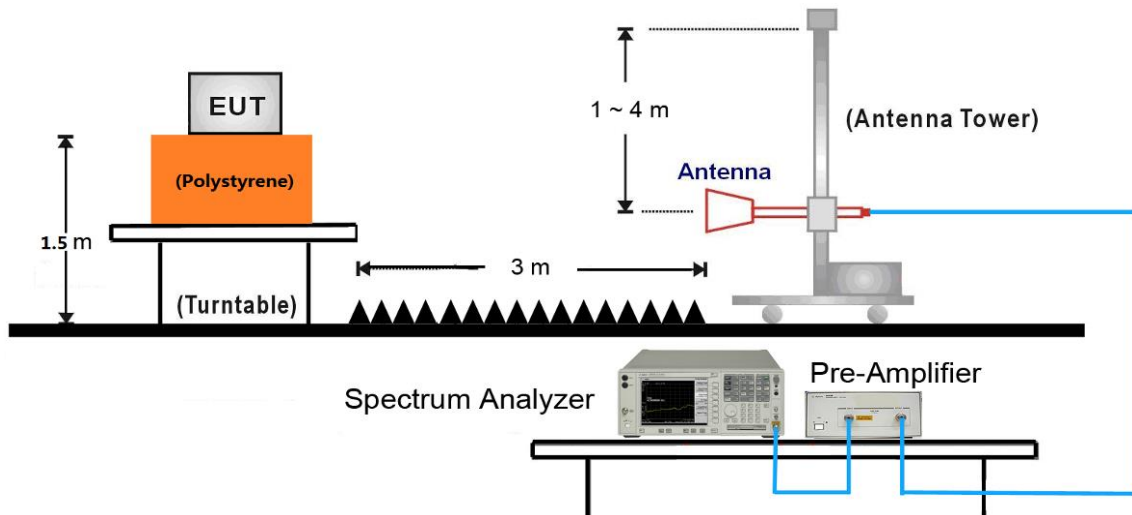 EUT
(Polystyrene)
1.5 m
(Turntable)
3 m
1 ~ 4 m
(Antenna Tower)
Antenna
Spectrum Analyzer
Pre-Amplifier